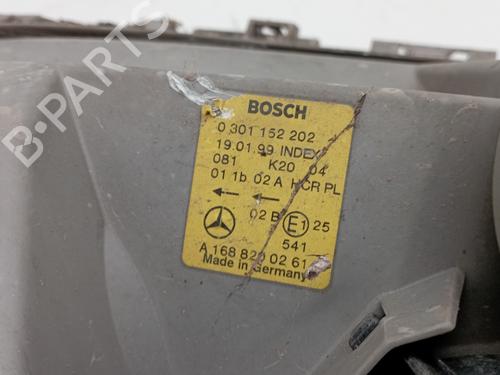 BOSCH
0 301 152 202
19.01.99 INDEX
081 K20 04
01 1b 02 A HCR PL
02 B E1 25
541
A 168 820 02 61
Made in Germany